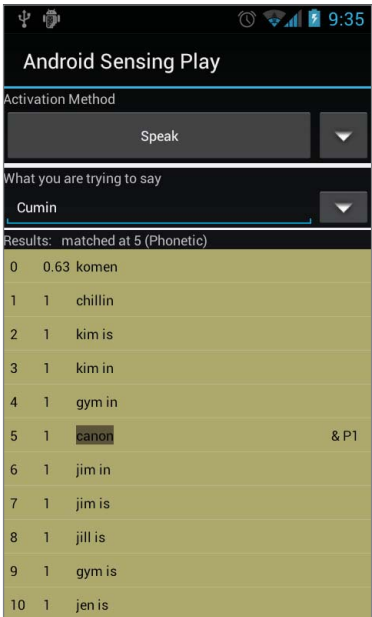 9:35
Android Sensing Play
Activation Method
Speak
What you are trying to say
Cumin
Results: matched at 5 (Phonetic)
0 0.63 komen
1 1 chillin
2 1 kim is
3 1 kim in
4 1 gym in
5 1 canon & P1
6 1 jim in
7 1 jim is
8 1 jill is
9 1 gym is
10 1 jen is